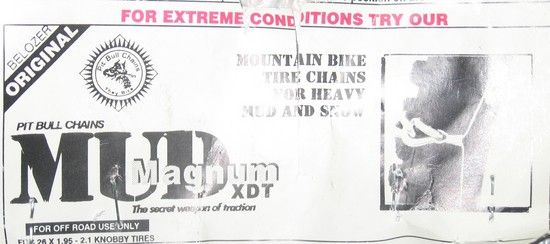 FOR EXTREME CONDITIONS TRY OUR
BELOZER
ORIGINAL
Pit Bull Chains
They Bite
MOUNTAIN BIKE
TIRE CHAINS
FOR HEAVY
MUD AND SNOW
PIT BULL CHAINS
MUD
Magnum
XDT
The secret weapon of traction
FOR OFF ROAD USE ONLY
26 X 1.95 - 2.1 KNOBBY TIRES